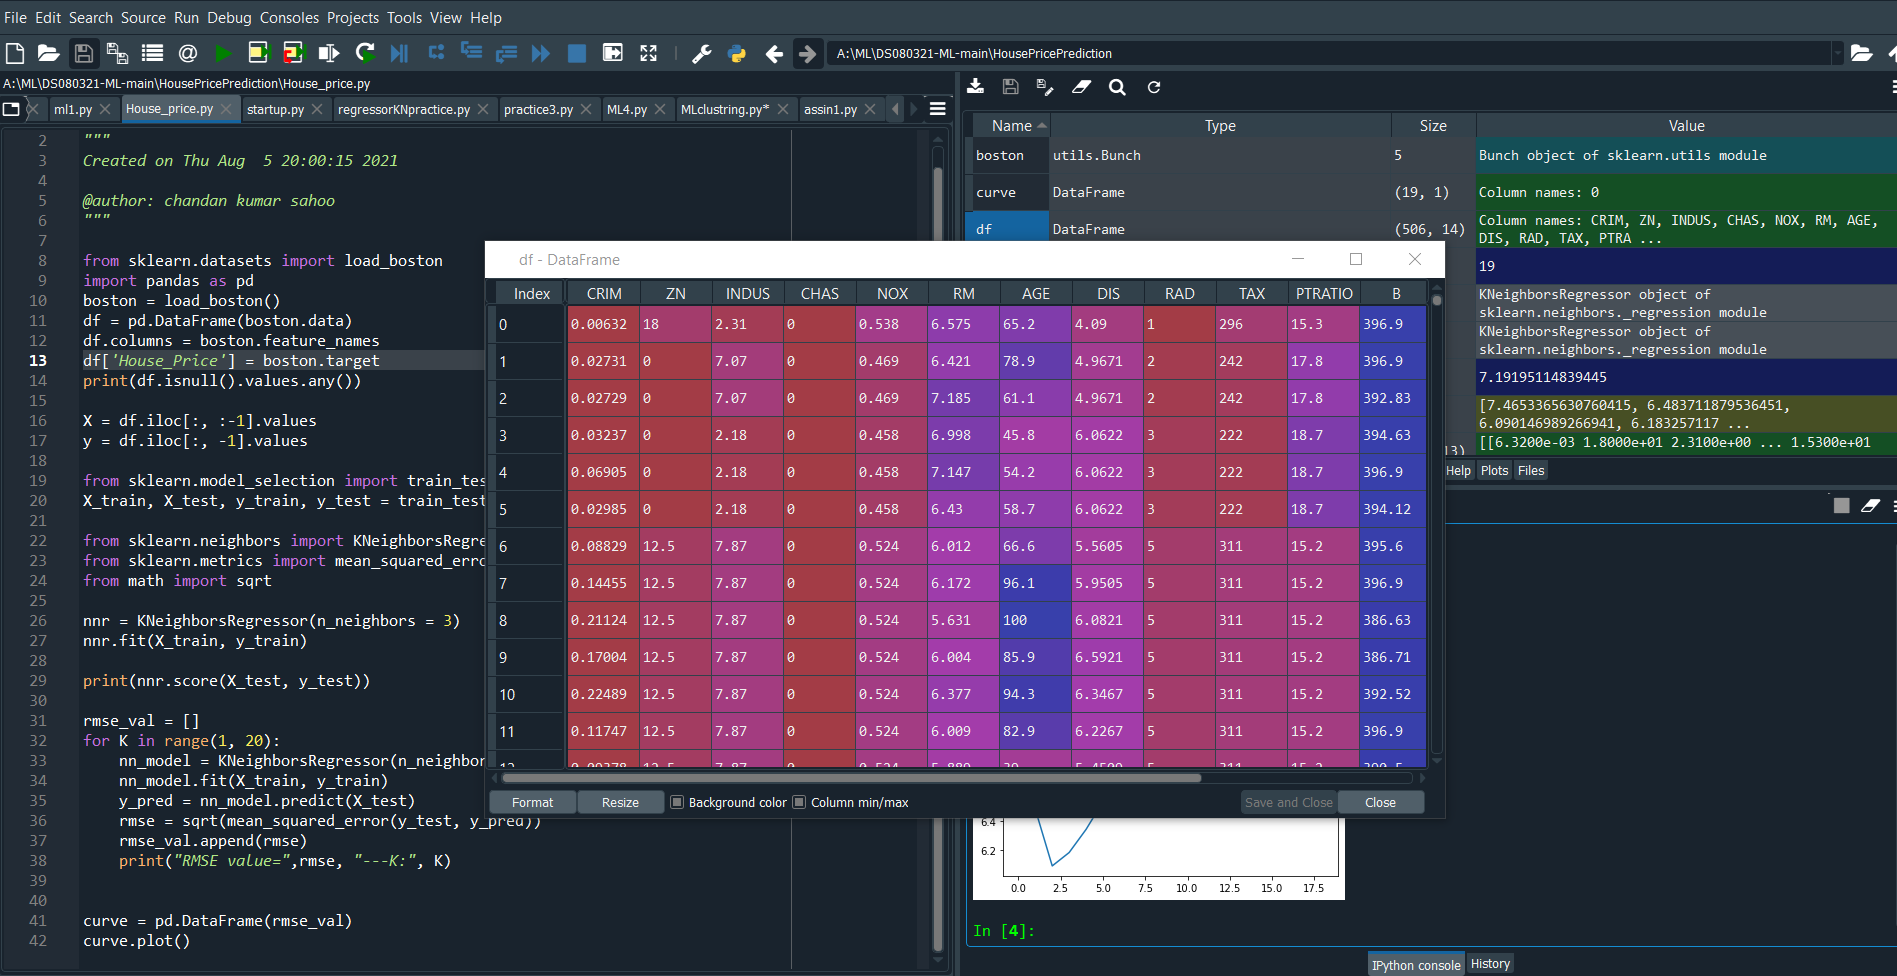 File Edit Search Source Run Debug Consoles Projects Tools View Help
A:\ML\DS080321-ML-main\HousePricePrediction
A:\ML\DS080321-ML-main\HousePricePrediction\House_price.py
ml1.py House_price.py startup.py regressorKNpractice.py practice3.py ML4.py MLclustring.py* assin1.py
2 """
3 Created on Thu Aug  5 20:00:15 2021
4
5 @author: chandan kumar sahoo
6 """
7
8 from sklearn.datasets import load_boston
9 import pandas as pd
10 boston = load_boston()
11 df = pd.DataFrame(boston.data)
12 df.columns = boston.feature_names
13 df['House_Price'] = boston.target
14 print(df.isnull().values.any())
15
16 X = df.iloc[:, :-1].values
17 y = df.iloc[:, -1].values
18
19 from sklearn.model_selection import train_tes
20 X_train, X_test, y_train, y_test = train_test
21
22 from sklearn.neighbors import KNeighborsRegre
23 from sklearn.metrics import mean_squared_erro
24 from math import sqrt
25
26 nnr = KNeighborsRegressor(n_neighbors = 3)
27 nnr.fit(X_train, y_train)
28
29 print(nnr.score(X_test, y_test))
30
31 rmse_val = []
32 for K in range(1, 20):
33     nn_model = KNeighborsRegressor(n_neighbor
34     nn_model.fit(X_train, y_train)
35     y_pred = nn_model.predict(X_test)
36     rmse = sqrt(mean_squared_error(y_test, y_pred))
37     rmse_val.append(rmse)
38     print("RMSE value=",rmse, "---K:", K)
39
40
41 curve = pd.DataFrame(rmse_val)
42 curve.plot()
Name Type Size Value
boston utils.Bunch 5 Bunch object of sklearn.utils module
curve DataFrame (19, 1) Column names: 0
df DataFrame (506, 14) Column names: CRIM, ZN, INDUS, CHAS, NOX, RM, AGE,
DIS, RAD, TAX, PTRA ...
19
KNeighborsRegressor object of
sklearn.neighbors._regression module
KNeighborsRegressor object of
sklearn.neighbors._regression module
7.19195114839445
[7.4653365630760415, 6.483711879536451,
6.090146989266941, 6.183257117 ...
[[6.3200e-03 1.8000e+01 2.3100e+00 ... 1.5300e+01
Help Plots Files
df - DataFrame
Index CRIM ZN INDUS CHAS NOX RM AGE DIS RAD TAX PTRATIO B
0 0.00632 18 2.31 0 0.538 6.575 65.2 4.09 1 296 15.3 396.9
1 0.02731 0 7.07 0 0.469 6.421 78.9 4.9671 2 242 17.8 396.9
2 0.02729 0 7.07 0 0.469 7.185 61.1 4.9671 2 242 17.8 392.83
3 0.03237 0 2.18 0 0.458 6.998 45.8 6.0622 3 222 18.7 394.63
4 0.06905 0 2.18 0 0.458 7.147 54.2 6.0622 3 222 18.7 396.9
5 0.02985 0 2.18 0 0.458 6.43 58.7 6.0622 3 222 18.7 394.12
6 0.08829 12.5 7.87 0 0.524 6.012 66.6 5.5605 5 311 15.2 395.6
7 0.14455 12.5 7.87 0 0.524 6.172 96.1 5.9505 5 311 15.2 396.9
8 0.21124 12.5 7.87 0 0.524 5.631 100 6.0821 5 311 15.2 386.63
9 0.17004 12.5 7.87 0 0.524 6.004 85.9 6.5921 5 311 15.2 386.71
10 0.22489 12.5 7.87 0 0.524 6.377 94.3 6.3467 5 311 15.2 392.52
11 0.11747 12.5 7.87 0 0.524 6.009 82.9 6.2267 5 311 15.2 396.9
Format Resize Background color Column min/max Save and Close Close
6.4
6.2
0.0 2.5 5.0 7.5 10.0 12.5 15.0 17.5
In [4]:
IPython console History